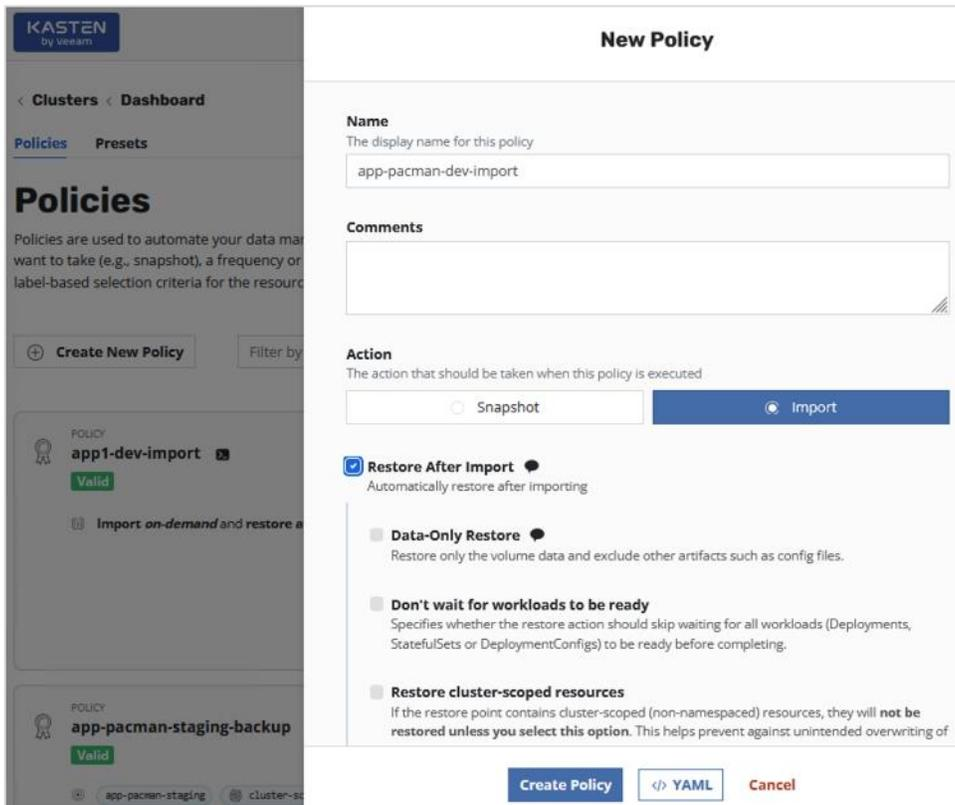 KASTEN
by veeam
< Clusters < Dashboard
Policies Presets
Policies
Policies are used to automate your data mar
want to take (e.g., snapshot), a frequency or
label-based selection criteria for the resourc
Create New Policy
Filter by
POLICY
app1-dev-import
Valid
Import on-demand and restore a
POLICY
app-pacman-staging-backup
Valid
app-pacman-staging cluster-sc
New Policy
Name
The display name for this policy
app-pacman-dev-import
Comments
Action
The action that should be taken when this policy is executed
Snapshot Import
Restore After Import
Automatically restore after importing
Data-Only Restore
Restore only the volume data and exclude other artifacts such as config files.
Don't wait for workloads to be ready
Specifies whether the restore action should skip waiting for all workloads (Deployments,
StatefulSets or DeploymentConfigs) to be ready before completing.
Restore cluster-scoped resources
If the restore point contains cluster-scoped (non-namespaced) resources, they will not be
restored unless you select this option. This helps prevent against unintended overwriting of
Create Policy </> YAML Cancel